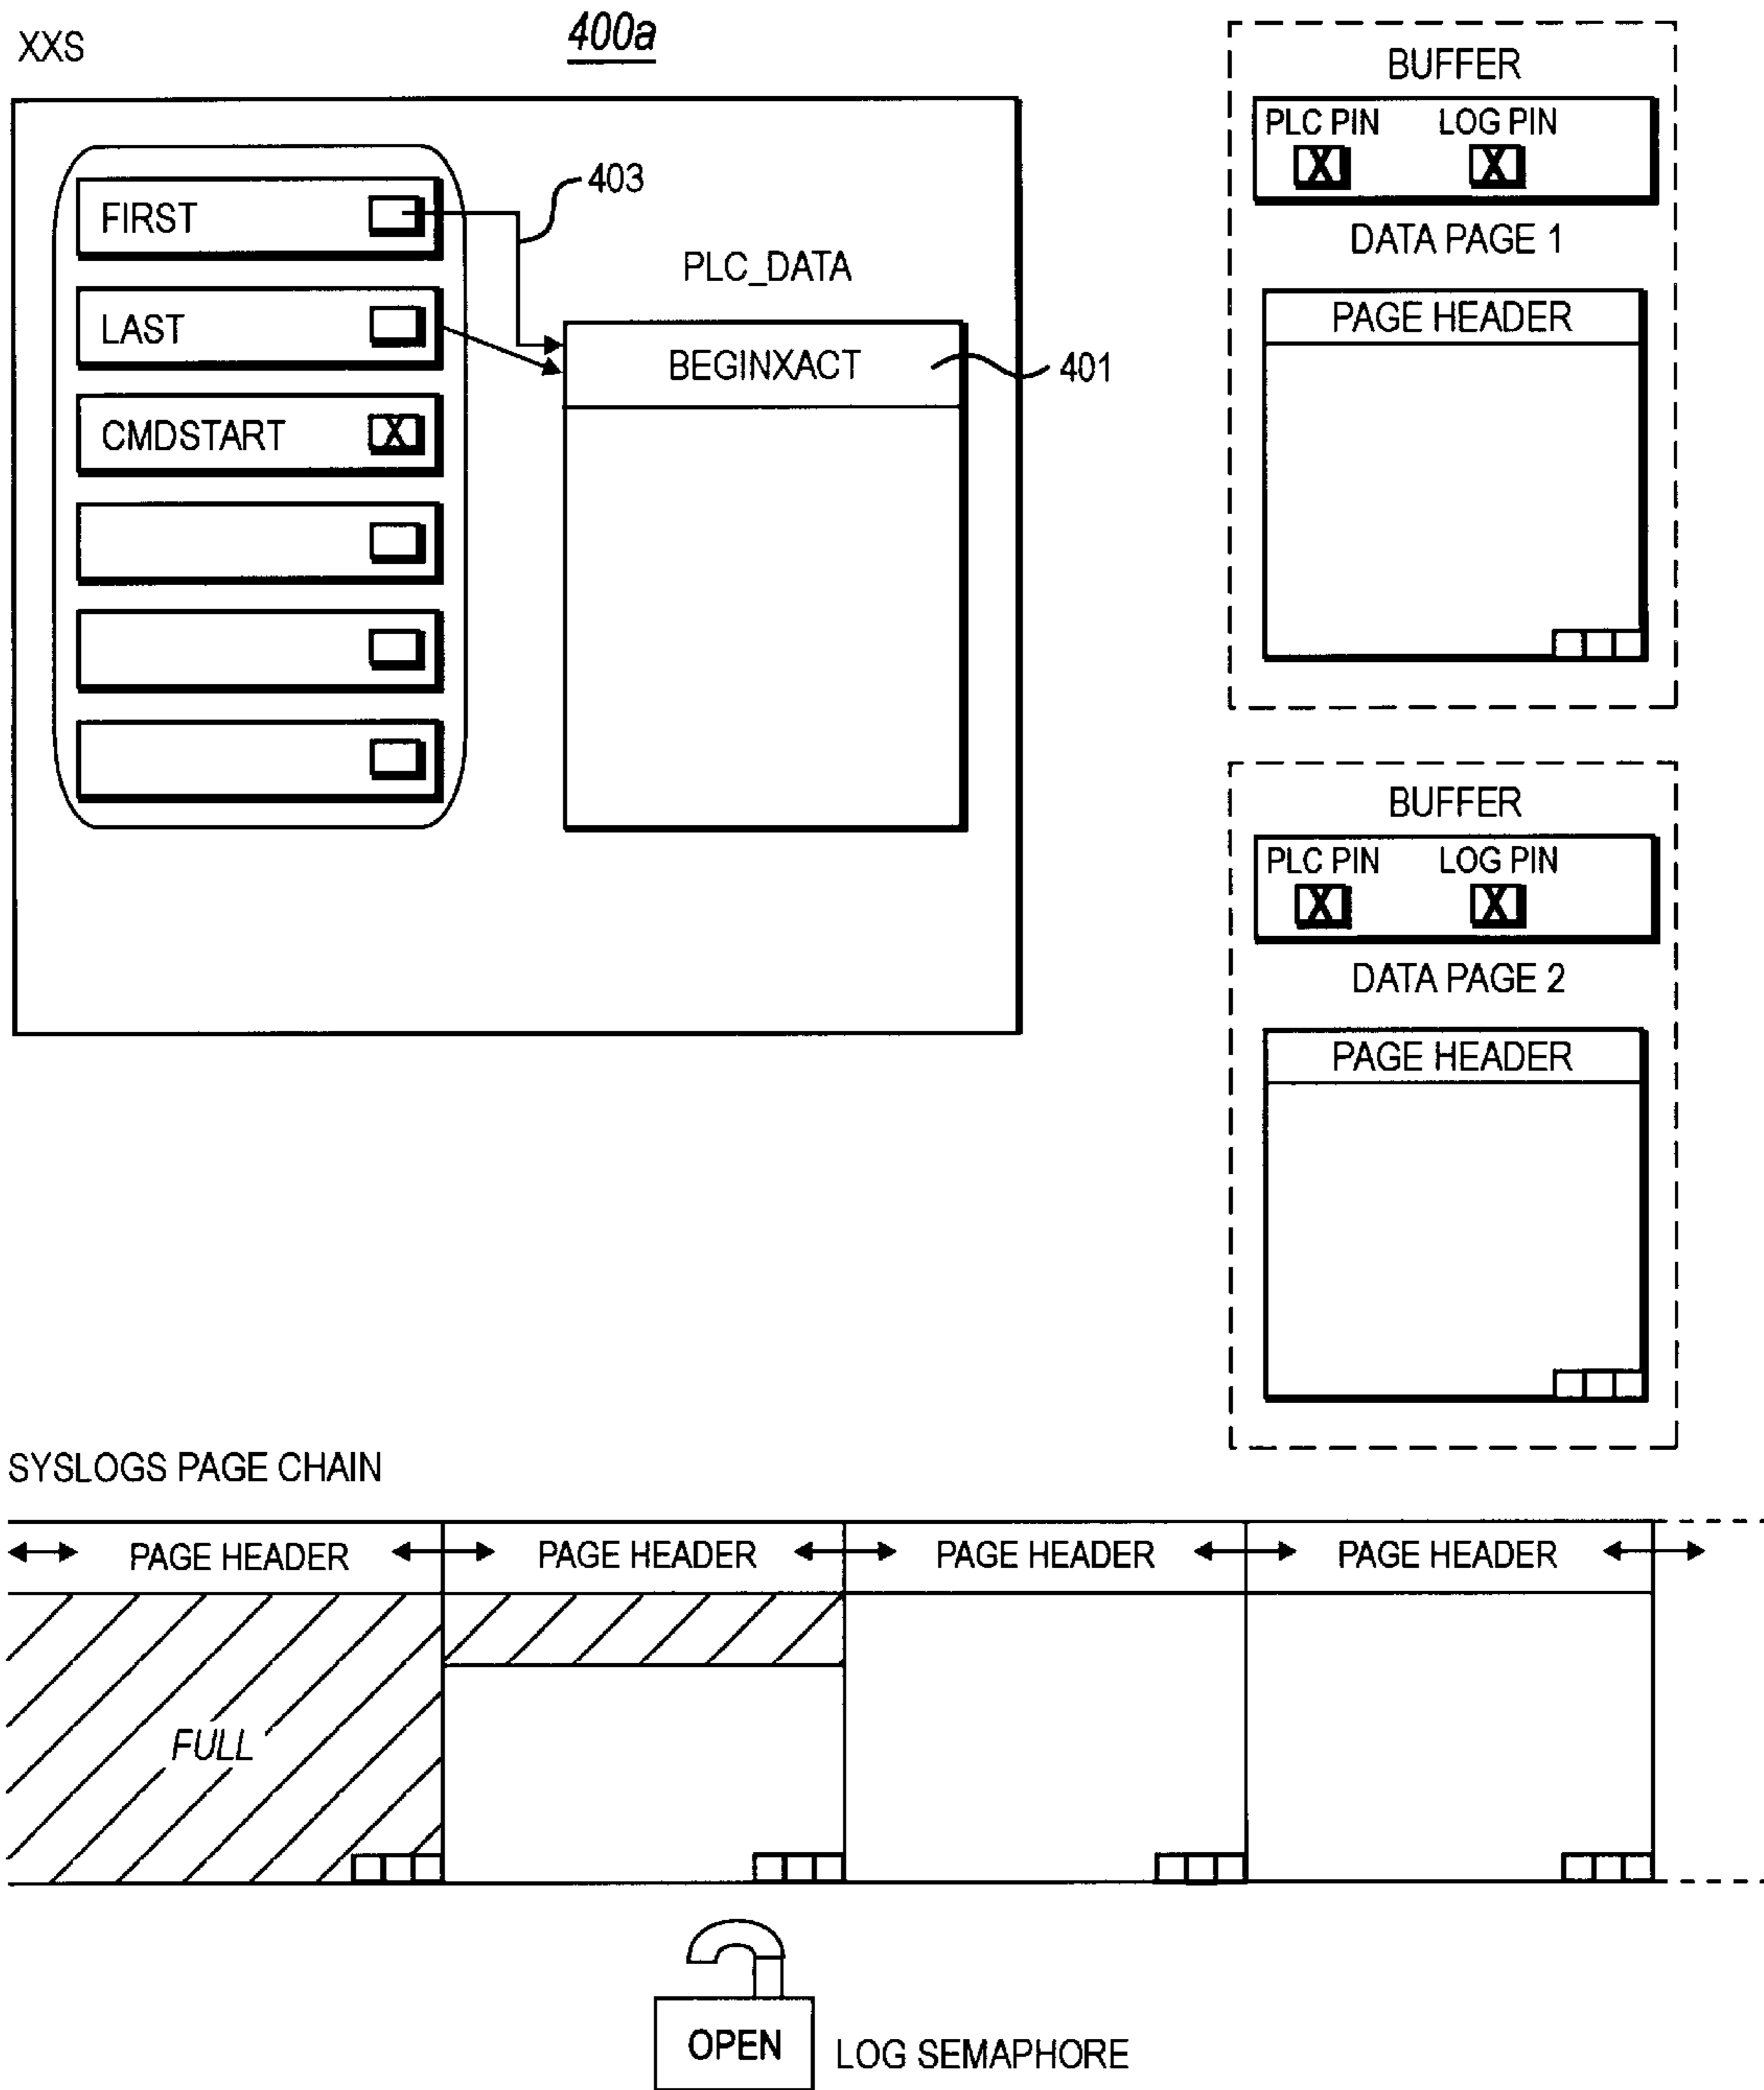 400a
XXS
FIRST
LAST
CMDSTART
X
403
PLC_DATA
BEGINXACT
401
BUFFER
PLC PIN LOG PIN
X X
DATA PAGE 1
PAGE HEADER
BUFFER
PLC PIN LOG PIN
X X
DATA PAGE 2
PAGE HEADER
SYSLOGS PAGE CHAIN
PAGE HEADER PAGE HEADER PAGE HEADER PAGE HEADER
FULL
OPEN
LOG SEMAPHORE